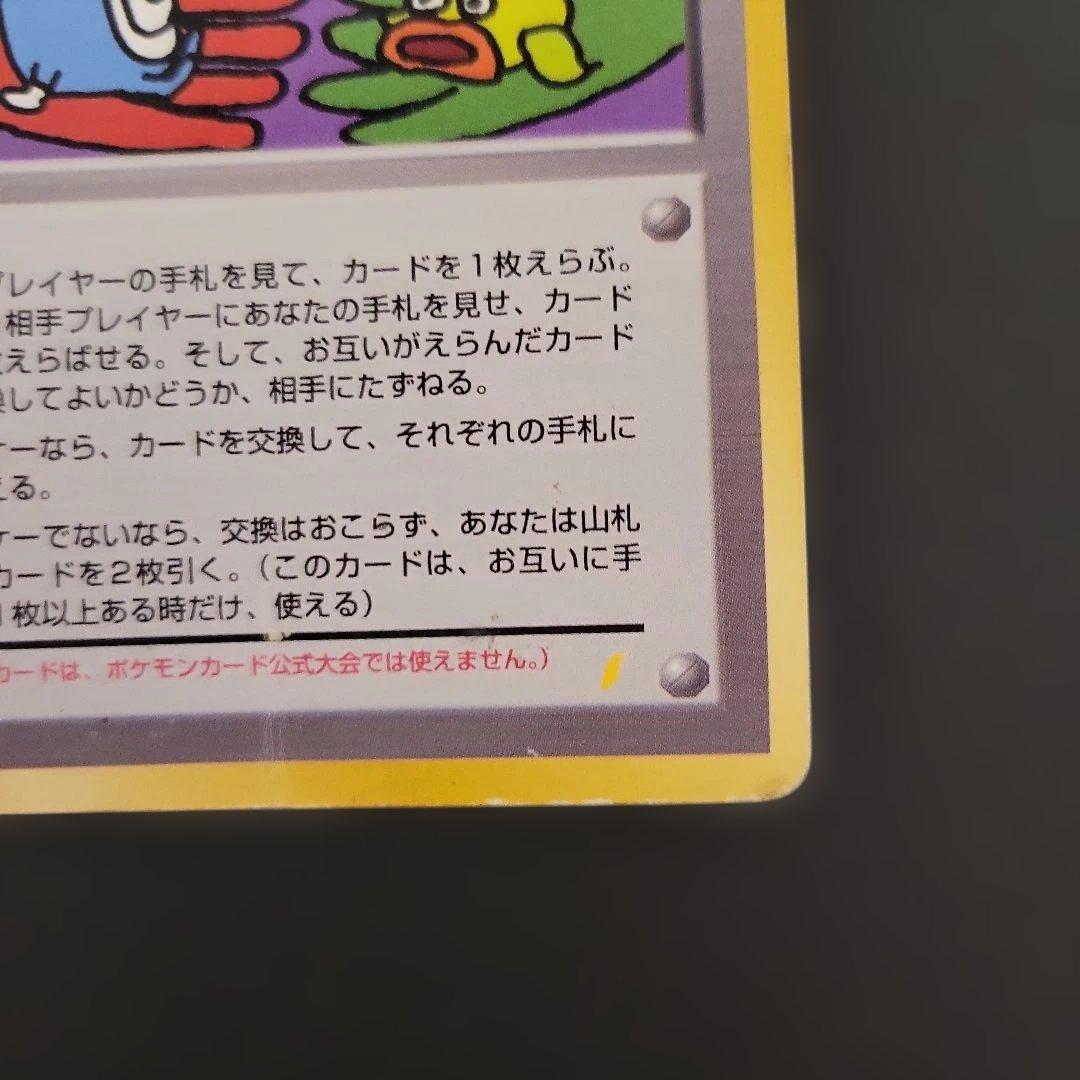 プレイヤーの手札を見て、カードを1枚えらぶ。
相手プレイヤーにあなたの手札を見せ、カード
えらばせる。そして、お互いがえらんだカード
してよいかどうか、相手にたずねる。
ーなら、カードを交換して、それぞれの手札に
える。
ケーでないなら、交換はおこらず、あなたは山札
カードを2枚引く。(このカードは、お互いに手
1枚以上ある時だけ、使える)
カードは、ポケモンカード公式大会では使えません。)